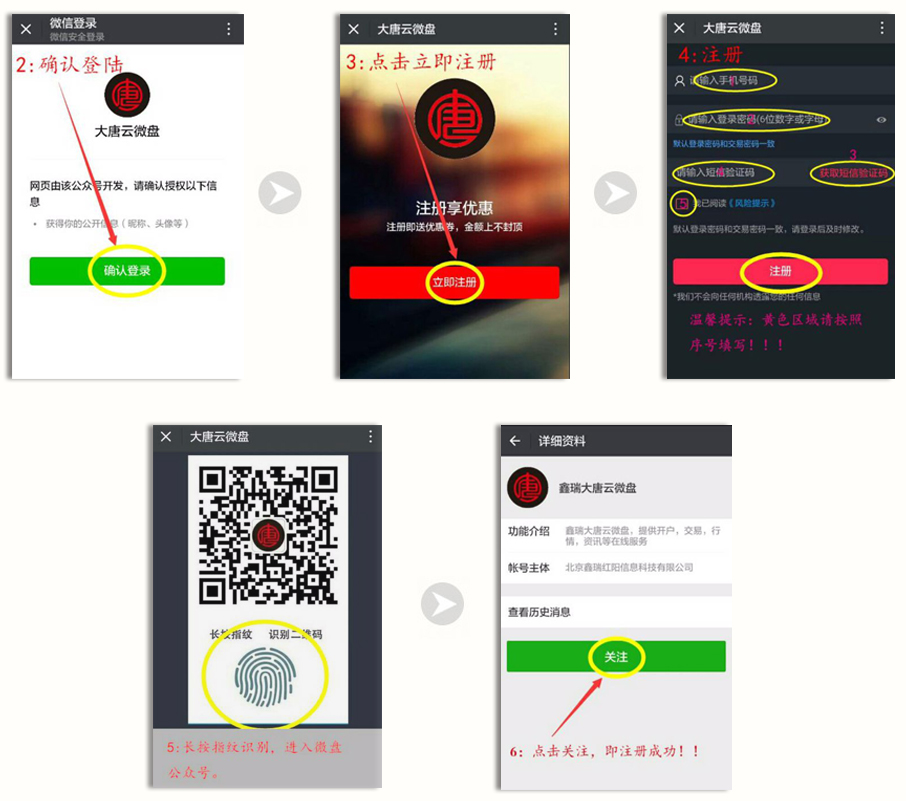 微信登录
微信安全登录
2:确认登陆
唐
大唐云微盘
网页由该公众号开发，请确认授权以下信
息
• 获得你的公开信息（昵称、头像等）
确认登录
大唐云微盘
3:点击立即注册
唐
注册享优惠
注册即送优惠券，金额上不封顶
立即注册
大唐云微盘
4:注册
请输入手机号码
1
请输入登录密码(6位数字或字母)
2
默认登录密码和交易密码一致
3
请输入短信验证码
4
获取短信验证码
我已阅读《风险提示》
默认登录密码和交易密码一致，请登录后及时修改。
注册
*我们不会向任何机构透露您的任何信息
温馨提示：黄色区域请按照
序号填写！！！
大唐云微盘
唐
长按指纹 识别二维码
5:长按指纹识别，进入微盘
公众号。
详细资料
唐
鑫瑞大唐云微盘
功能介绍 鑫瑞大唐云微盘，提供开户，交易，行
情，资讯等在线服务
帐号主体 北京鑫瑞红阳信息科技有限公司
查看历史消息
关注
6：点击关注，即注册成功！！